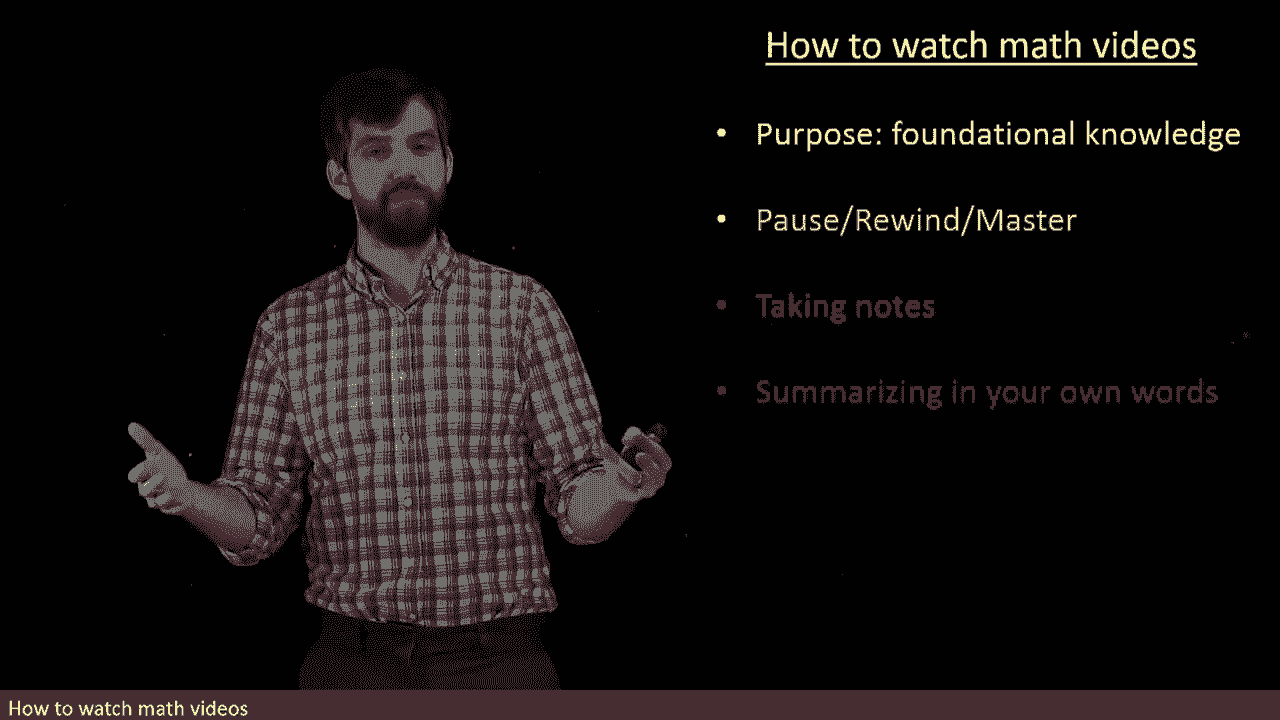 How to watch math videos
• Purpose: foundational knowledge
• Pause/Rewind/Master
• Taking notes
• Summarizing in your own words
How to watch math videos